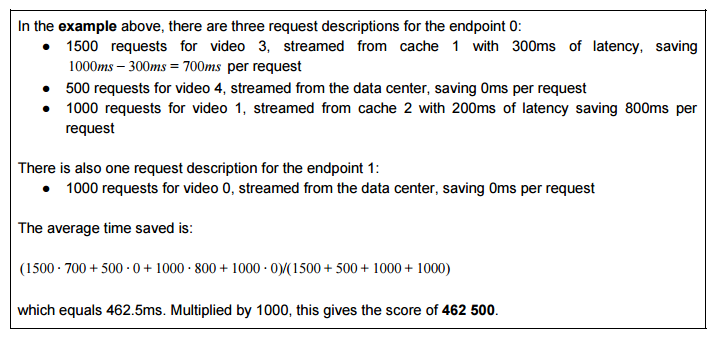 In the example above, there are three request descriptions for the endpoint 0:
● 1500 requests for video 3, streamed from cache 1 with 300ms of latency, saving
1000ms − 300ms = 700ms per request
● 500 requests for video 4, streamed from the data center, saving 0ms per request
● 1000 requests for video 1, streamed from cache 2 with 200ms of latency saving 800ms per
request
There is also one request description for the endpoint 1:
● 1000 requests for video 0, streamed from the data center, saving 0ms per request
The average time saved is:
(1500 · 700 + 500 · 0 + 1000 · 800 + 1000 · 0)/(1500 + 500 + 1000 + 1000)
which equals 462.5ms. Multiplied by 1000, this gives the score of 462 500.